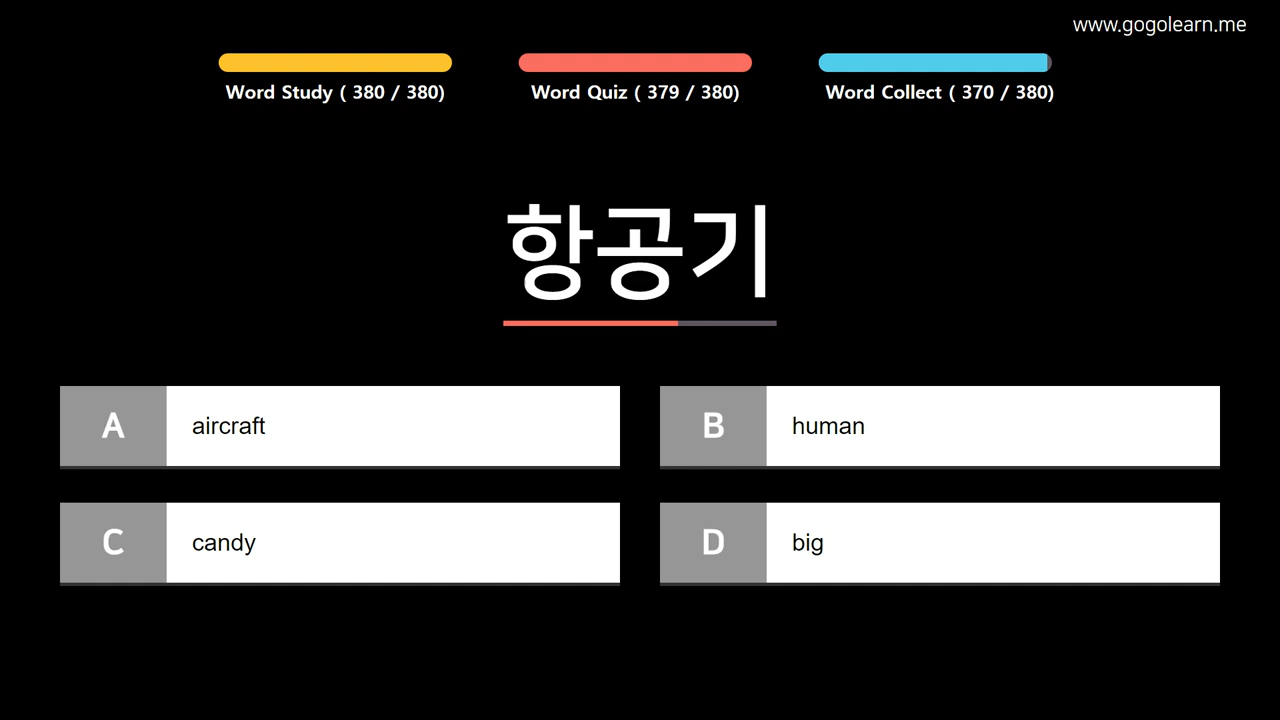 www.gogolearn.me
Word Study ( 380 / 380)
Word Quiz ( 379 / 380)
Word Collect ( 370 / 380)
항공기
A aircraft
B human
C candy
D big